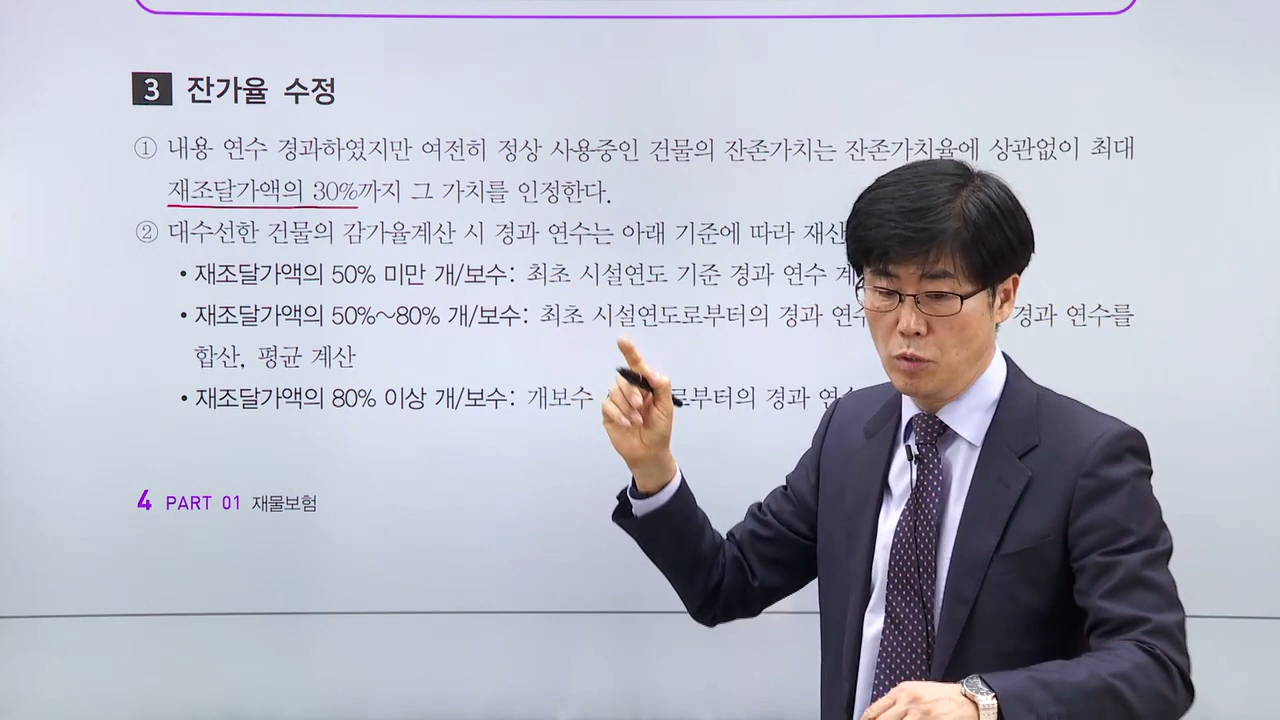 3 잔가율 수정
① 내용 연수 경과하였지만 여전히 정상 사용중인 건물의 잔존가치는 잔존가치율에 상관없이 최대
재조달가액의 30%까지 그 가치를 인정한다.
② 대수선한 건물의 감가율계산 시 경과 연수는 아래 기준에 따라 재산
• 재조달가액의 50% 미만 개/보수: 최초 시설연도 기준 경과 연수
• 재조달가액의 50%~80% 개/보수: 최초 시설연도로부터의 경과 경과 연수를
합산, 평균 계산
• 재조달가액의 80% 이상 개/보수: 개보수 로부터의 경과
4 PART 01 재물보험